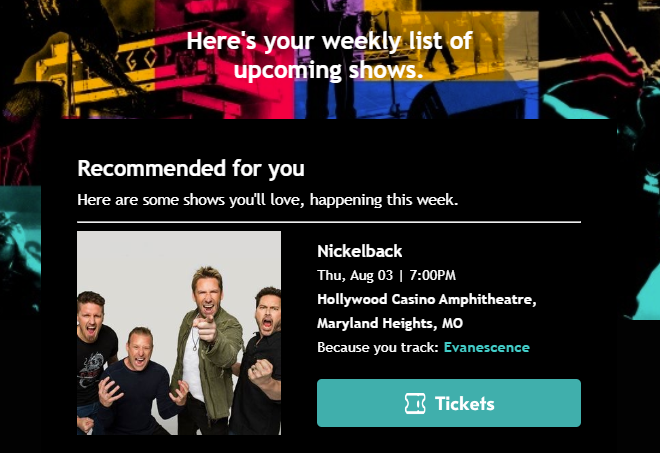 Here's your weekly list of
upcoming shows.
Recommended for you
Here are some shows you'll love, happening this week.
Nickelback
Thu, Aug 03 | 7:00PM
Hollywood Casino Amphitheatre,
Maryland Heights, MO
Because you track: Evanescence
Tickets